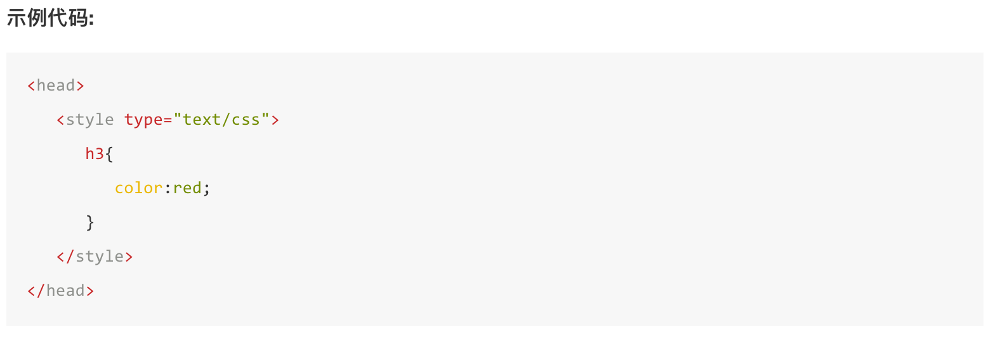 示例代码:
<head>
   <style type="text/css">
      h3{
         color:red;
      }
   </style>
</head>